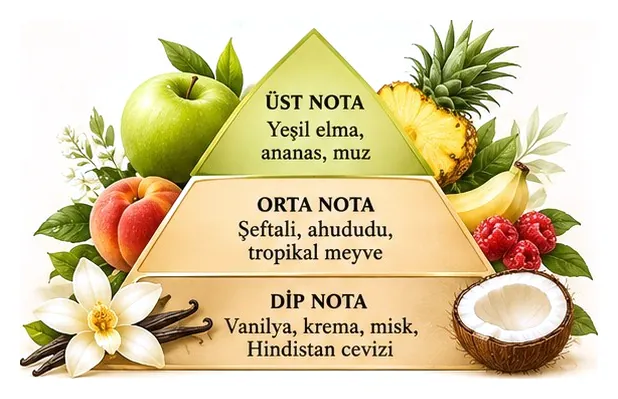 ÜST NOTA
Yeşil elma,
ananas, muz
ORTA NOTA
Şeftali, ahududu,
tropikal meyve
DİP NOTA
Vanilya, krema, misk,
Hindistan cevizi